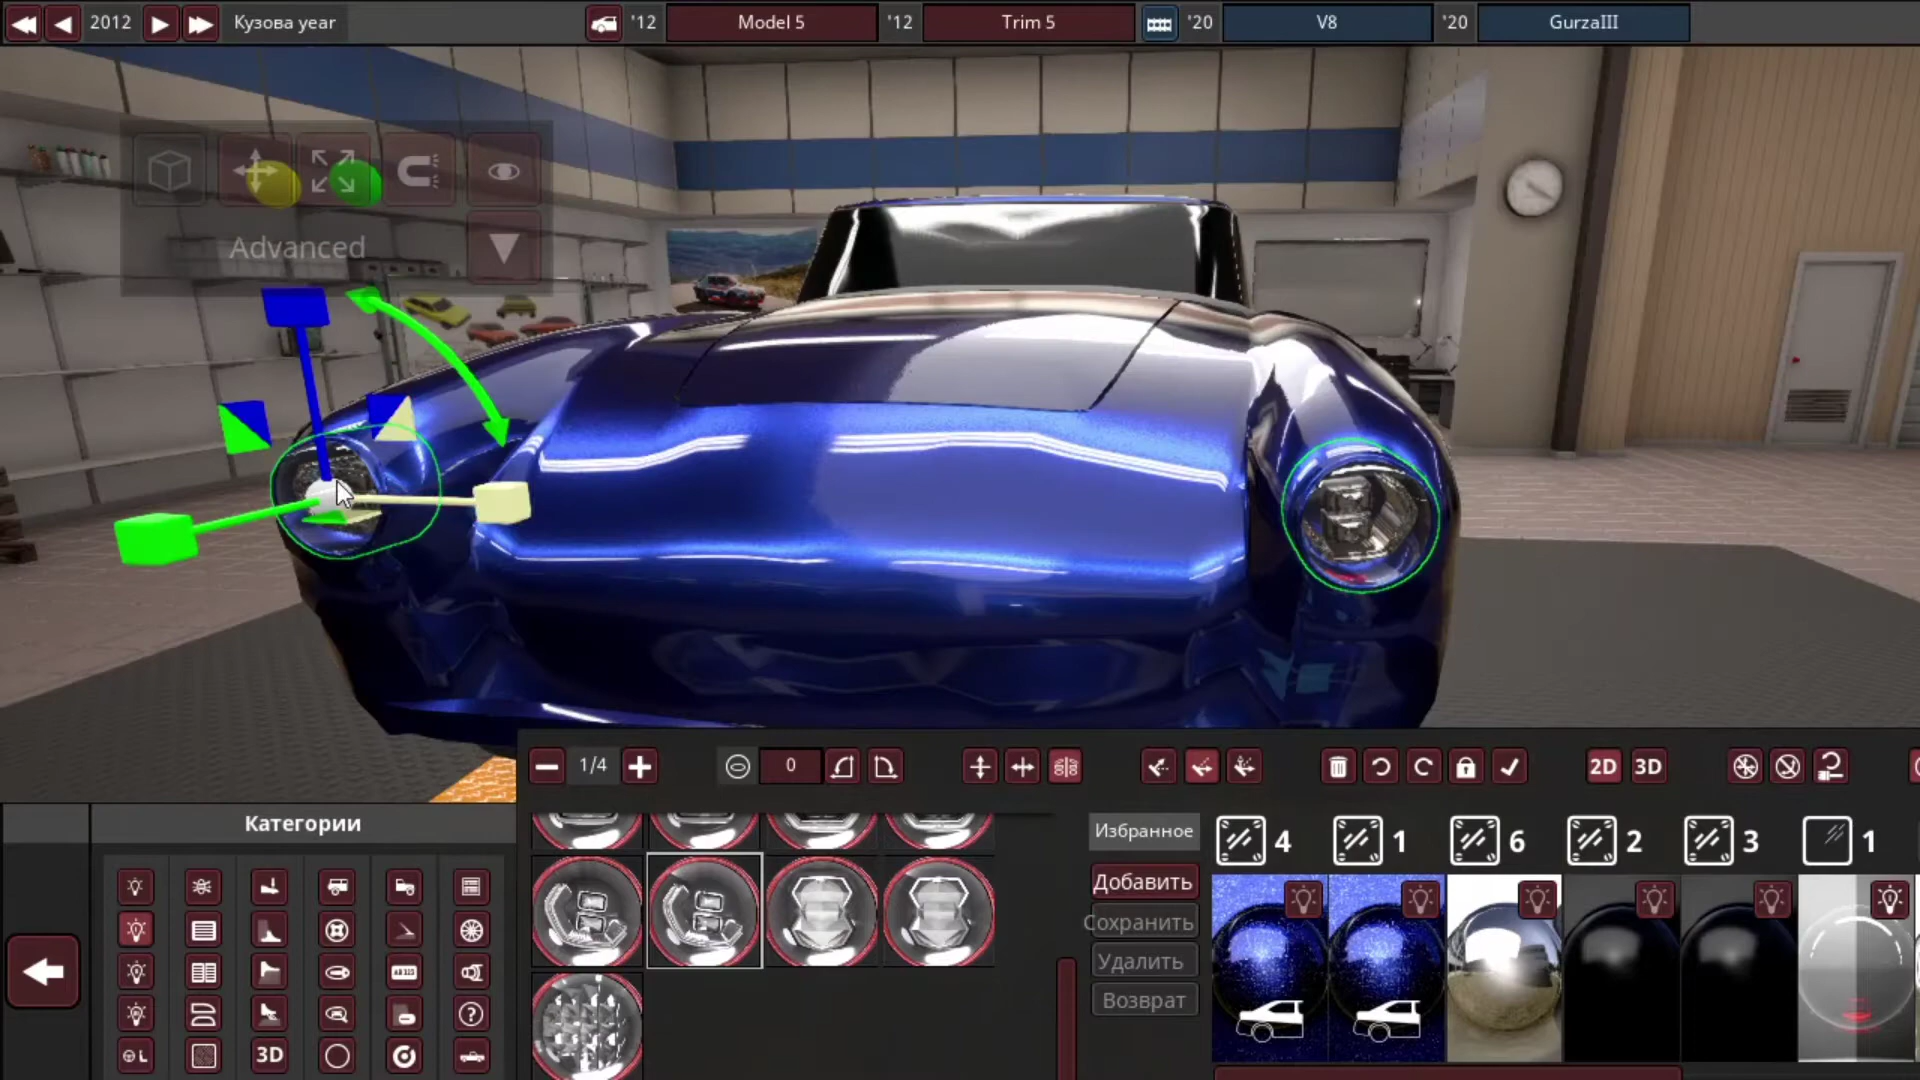 2012 Кузова year '12 Model 5 '12 Trim 5 '20 V8 '20 GurzaIII
Advanced
1/4 0 2D 3D
Категории
Избранное 4 1 6 2 3 1
Добавить
Сохранить
Удалить
Возврат
L 3D